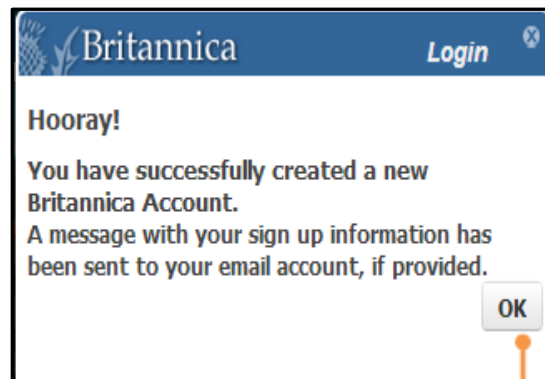 Britannica
Login
Hooray!
You have successfully created a new
Britannica Account.
A message with your sign up information has
been sent to your email account, if provided.
OK